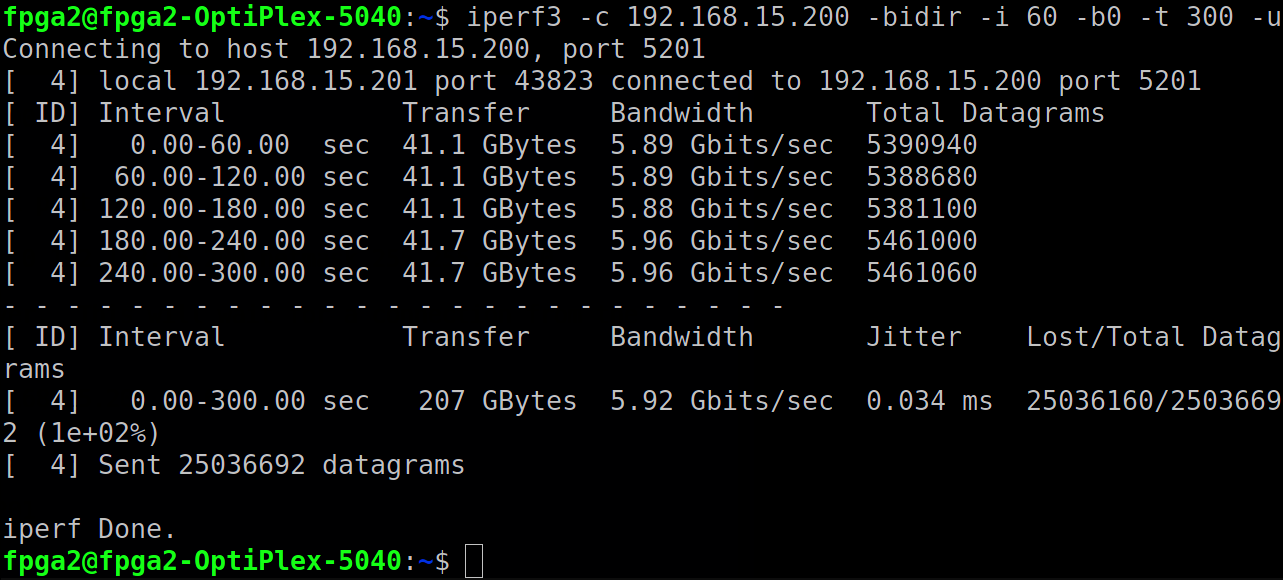 fpga2@fpga2-OptiPlex-5040:~$ iperf3 -c 192.168.15.200 -bidir -i 60 -b0 -t 300 -u
Connecting to host 192.168.15.200, port 5201
[  4] local 192.168.15.201 port 43823 connected to 192.168.15.200 port 5201
[ ID] Interval           Transfer     Bandwidth       Total Datagrams
[  4]   0.00-60.00  sec  41.1 GBytes  5.89 Gbits/sec  5390940
[  4]  60.00-120.00 sec  41.1 GBytes  5.89 Gbits/sec  5388680
[  4] 120.00-180.00 sec  41.1 GBytes  5.88 Gbits/sec  5381100
[  4] 180.00-240.00 sec  41.7 GBytes  5.96 Gbits/sec  5461000
[  4] 240.00-300.00 sec  41.7 GBytes  5.96 Gbits/sec  5461060
- - - - - - - - - - - - - - - - - - - - - - - - -
[ ID] Interval           Transfer     Bandwidth       Jitter    Lost/Total Datag
rams
[  4]   0.00-300.00 sec   207 GBytes  5.92 Gbits/sec  0.034 ms  25036160/2503669
2 (1e+02%)
[  4] Sent 25036692 datagrams

iperf Done.
fpga2@fpga2-OptiPlex-5040:~$